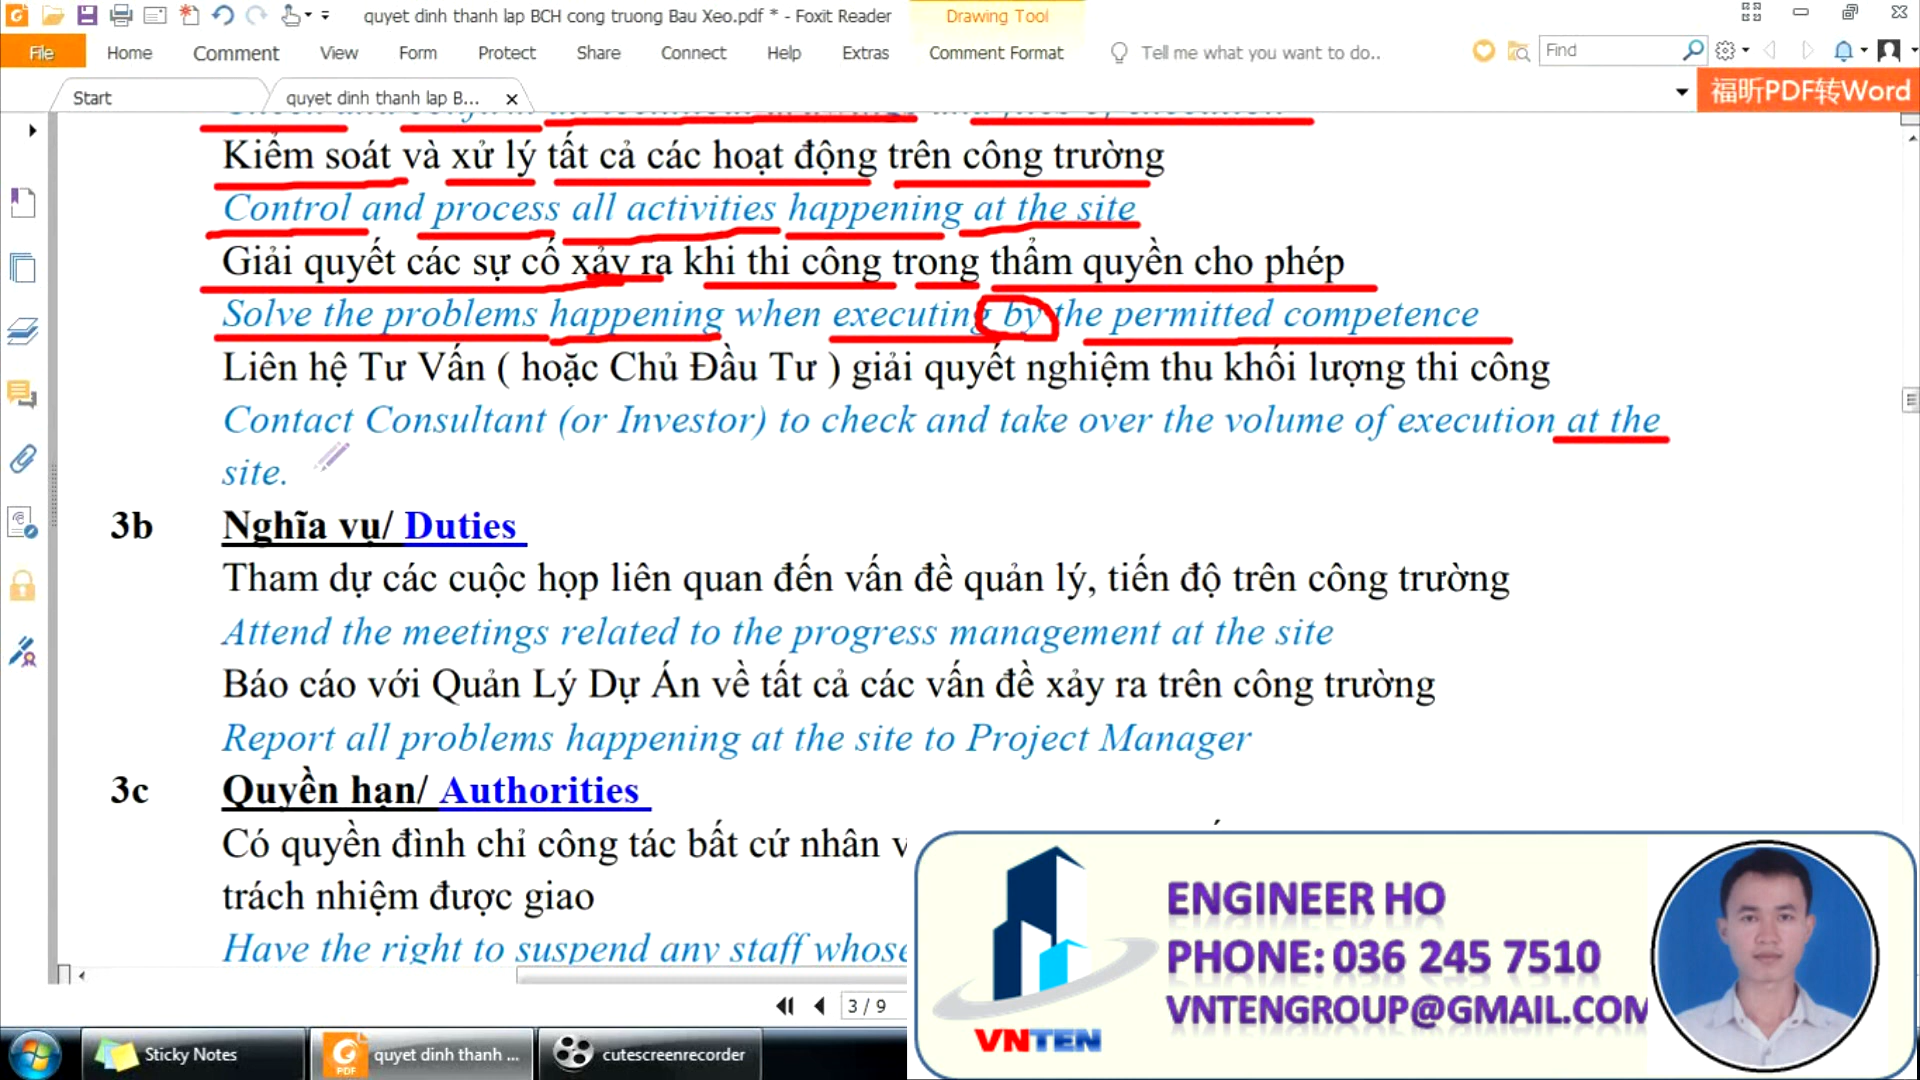 quyet dinh thanh lap BCH cong truong Bau Xeo.pdf * - Foxit Reader
Drawing Tool
File Home Comment View Form Protect Share Connect Help Extras Comment Format Tell me what you want to do.. Find
Start quyet dinh thanh lap B... 福昕PDF转Word
Kiểm soát và xử lý tất cả các hoạt động trên công trường
Control and process all activities happening at the site
Giải quyết các sự cố xảy ra khi thi công trong thẩm quyền cho phép
Solve the problems happening when executing by the permitted competence
Liên hệ Tư Vấn ( hoặc Chủ Đầu Tư ) giải quyết nghiệm thu khối lượng thi công
Contact Consultant (or Investor) to check and take over the volume of execution at the
site.
3b Nghĩa vụ/ Duties
Tham dự các cuộc họp liên quan đến vấn đề quản lý, tiến độ trên công trường
Attend the meetings related to the progress management at the site
Báo cáo với Quản Lý Dự Án về tất cả các vấn đề xảy ra trên công trường
Report all problems happening at the site to Project Manager
3c Quyền hạn/ Authorities
Có quyền đình chỉ công tác bất cứ nhân v
trách nhiệm được giao
Have the right to suspend any staff whose
ENGINEER HO
PHONE: 036 245 7510
VNTENGROUP@GMAIL.COM
VNTEN
3 / 9
Sticky Notes quyet dinh thanh ... cutescreenrecorder